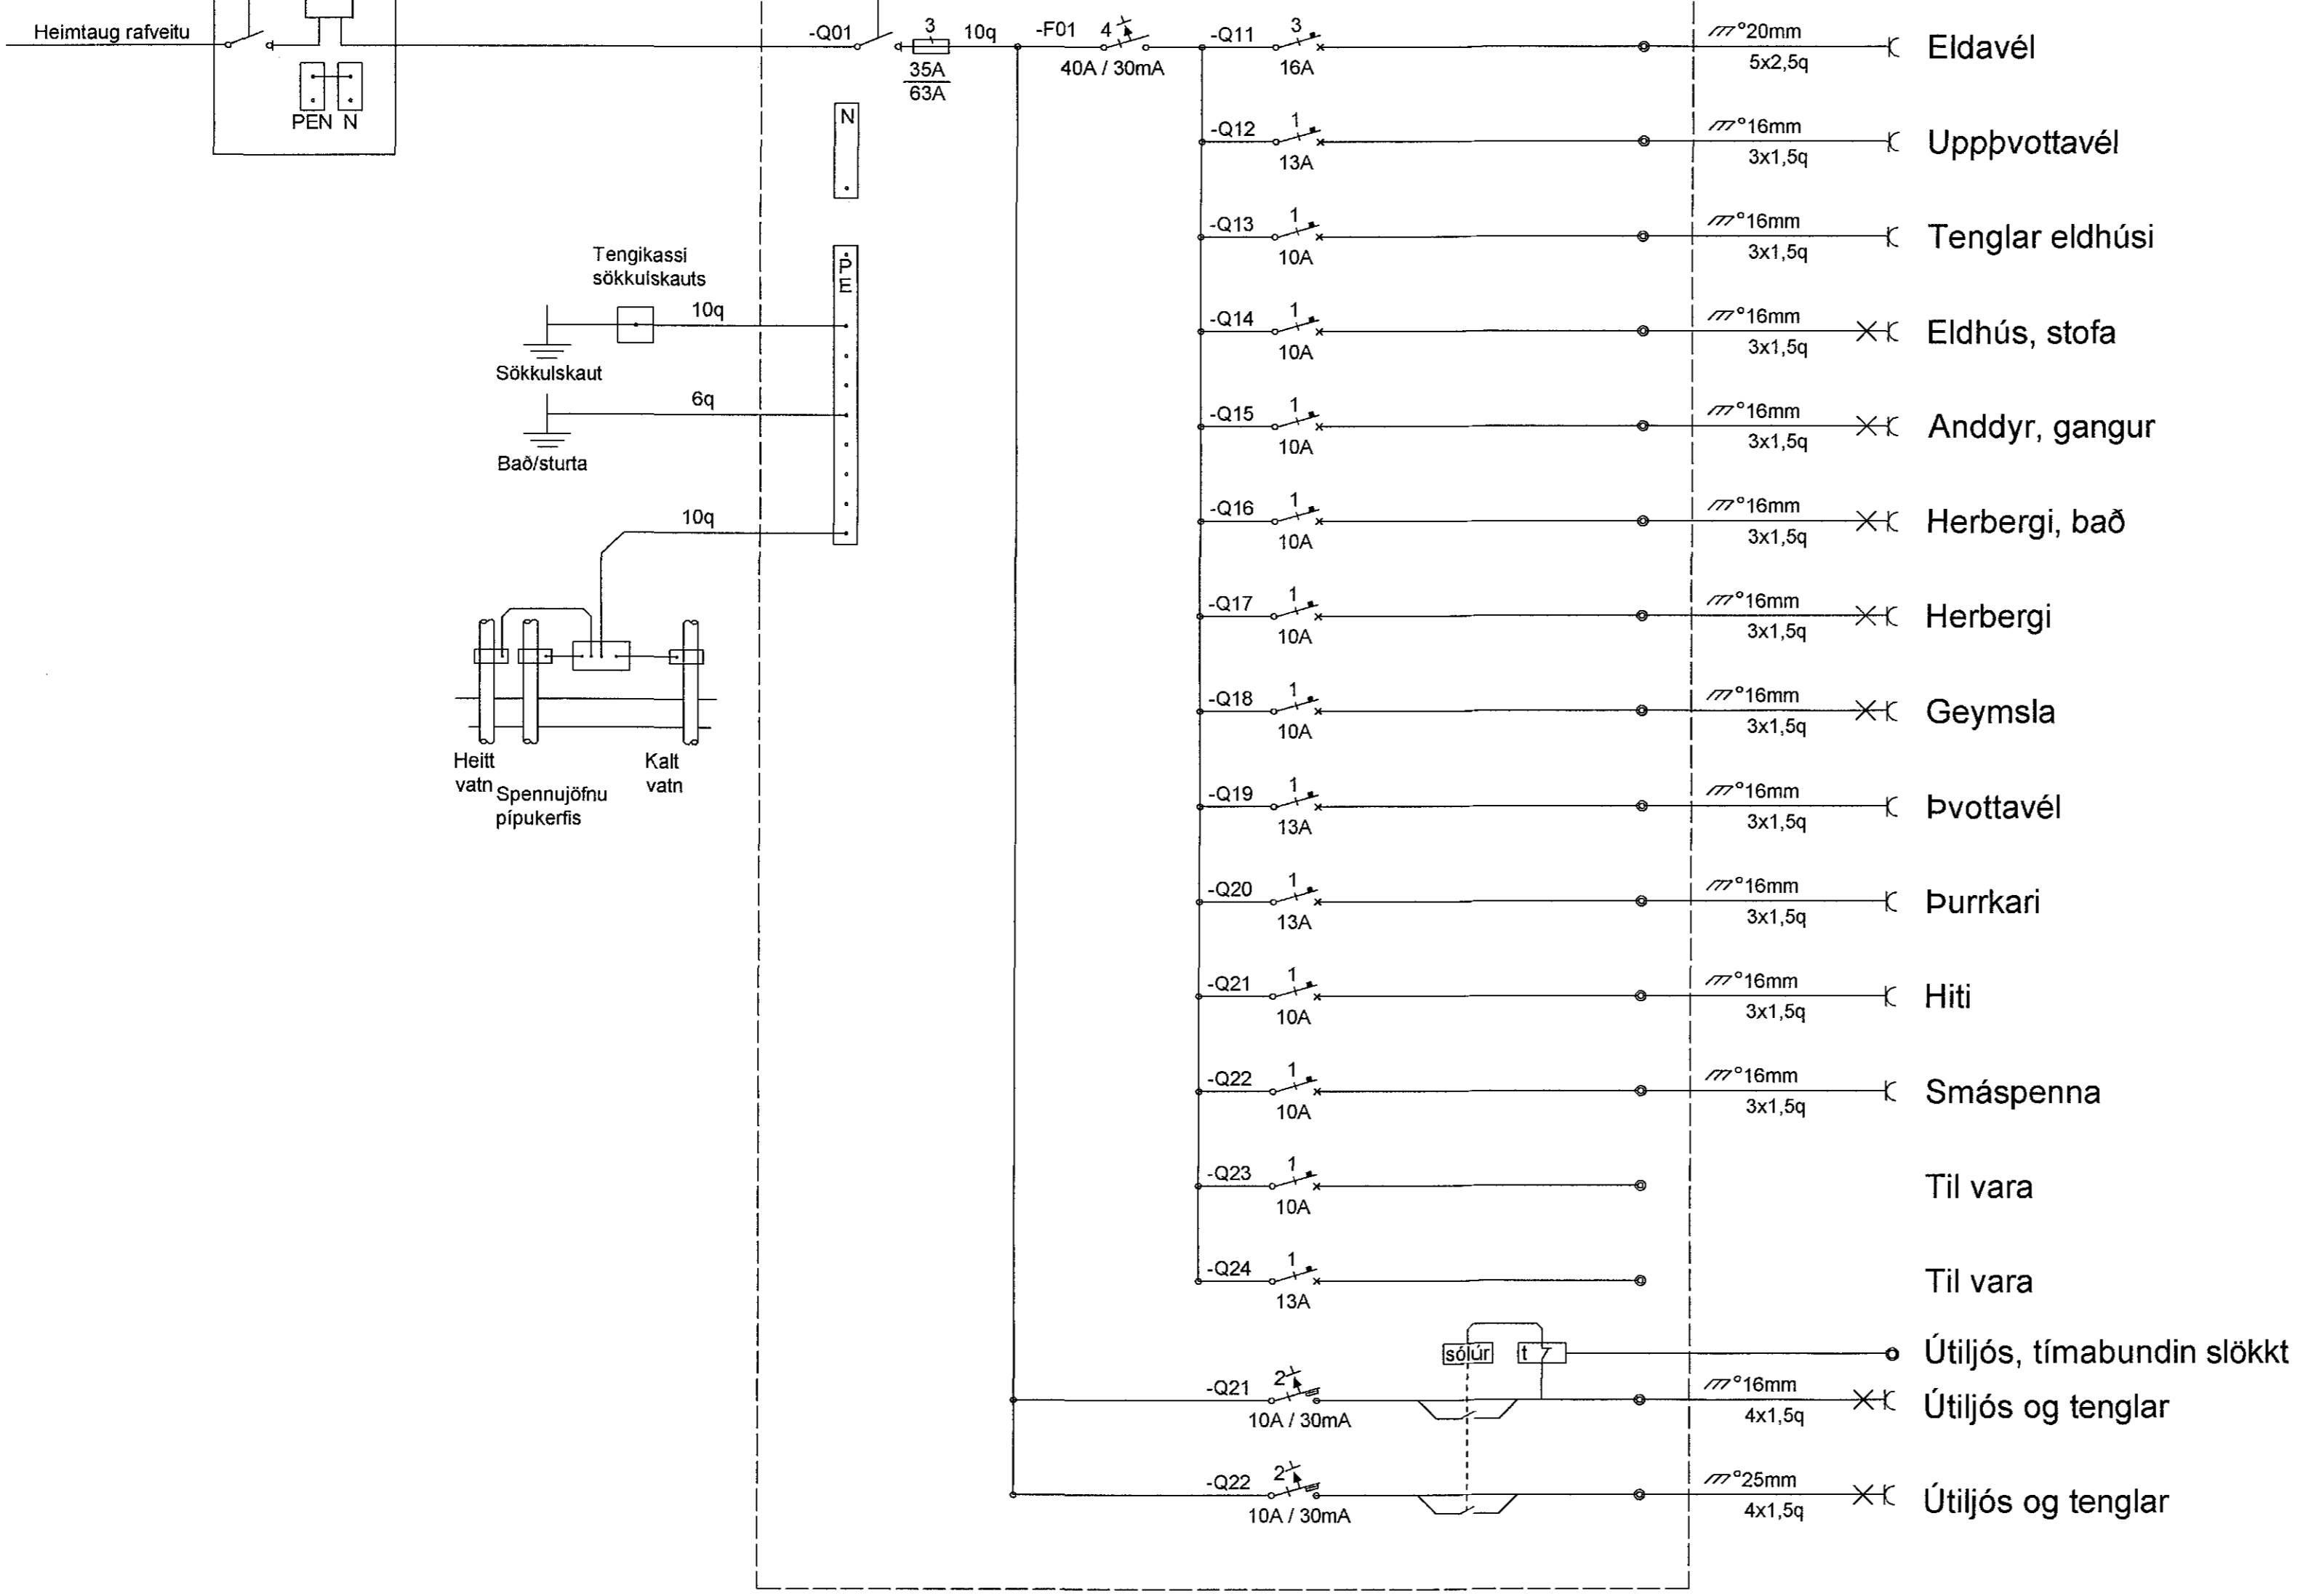 Heimtaug rafveitu
PEN N
-Q01
3
10q
35A
63A
-F01
4
40A / 30mA
N
PE
Tengikassi
sökkulskauts
10q
Sökkulskaut
6q
Bað/sturta
10q
Heitt
vatn
Spennujöfnu
pípukerfis
Kalt
vatn
-Q11 3 °20mm
16A 5x2,5q
Eldavél
-Q12 1 °16mm
13A 3x1,5q
Uppþvottavél
-Q13 1 °16mm
10A 3x1,5q
Tenglar eldhúsi
-Q14 1 °16mm
10A 3x1,5q
Eldhús, stofa
-Q15 1 °16mm
10A 3x1,5q
Anddyr, gangur
-Q16 1 °16mm
10A 3x1,5q
Herbergi, bað
-Q17 1 °16mm
10A 3x1,5q
Herbergi
-Q18 1 °16mm
10A 3x1,5q
Geymsla
-Q19 1 °16mm
13A 3x1,5q
Þvottavél
-Q20 1 °16mm
13A 3x1,5q
Þurrkari
-Q21 1 °16mm
10A 3x1,5q
Hiti
-Q22 1 °16mm
10A 3x1,5q
Smáspenna
-Q23 1
10A
Til vara
-Q24 1
13A
Til vara
sólúr t
Útiljós, tímabundin slökkt
-Q21 2 °16mm
10A / 30mA 4x1,5q
Útiljós og tenglar
-Q22 2 °25mm
10A / 30mA 4x1,5q
Útiljós og tenglar